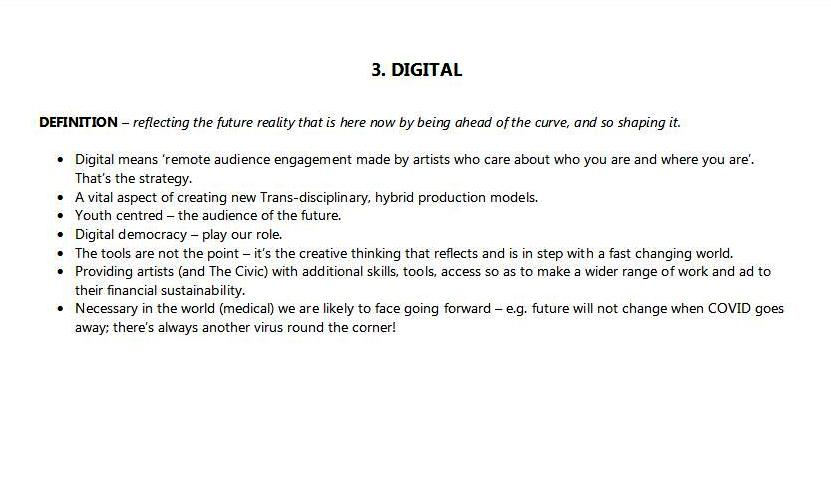 3. DIGITAL
DEFINITION – reflecting the future reality that is here now by being ahead of the curve, and so shaping it.
• Digital means ‘remote audience engagement made by artists who care about who you are and where you are’.
That’s the strategy.
• A vital aspect of creating new Trans-disciplinary, hybrid production models.
• Youth centred – the audience of the future.
• Digital democracy – play our role.
• The tools are not the point – it’s the creative thinking that reflects and is in step with a fast changing world.
• Providing artists (and The Civic) with additional skills, tools, access so as to make a wider range of work and ad to
their financial sustainability.
• Necessary in the world (medical) we are likely to face going forward – e.g. future will not change when COVID goes
away; there’s always another virus round the corner!